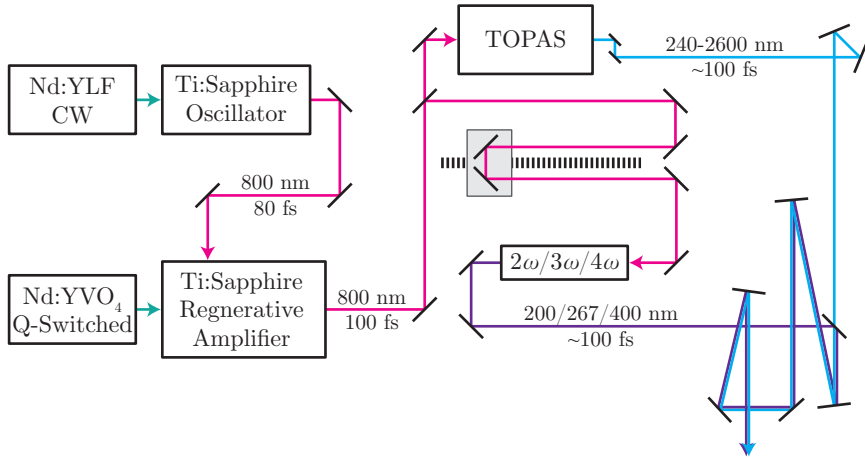 TOPAS
240-2600 nm
~100 fs
Nd:YLF
CW
Ti:Sapphire
Oscillator
800 nm
80 fs
2ω/3ω/4ω
Nd:YVO₄
Q-Switched
Ti:Sapphire
Regnerative
Amplifier
800 nm
100 fs
200/267/400 nm
~100 fs